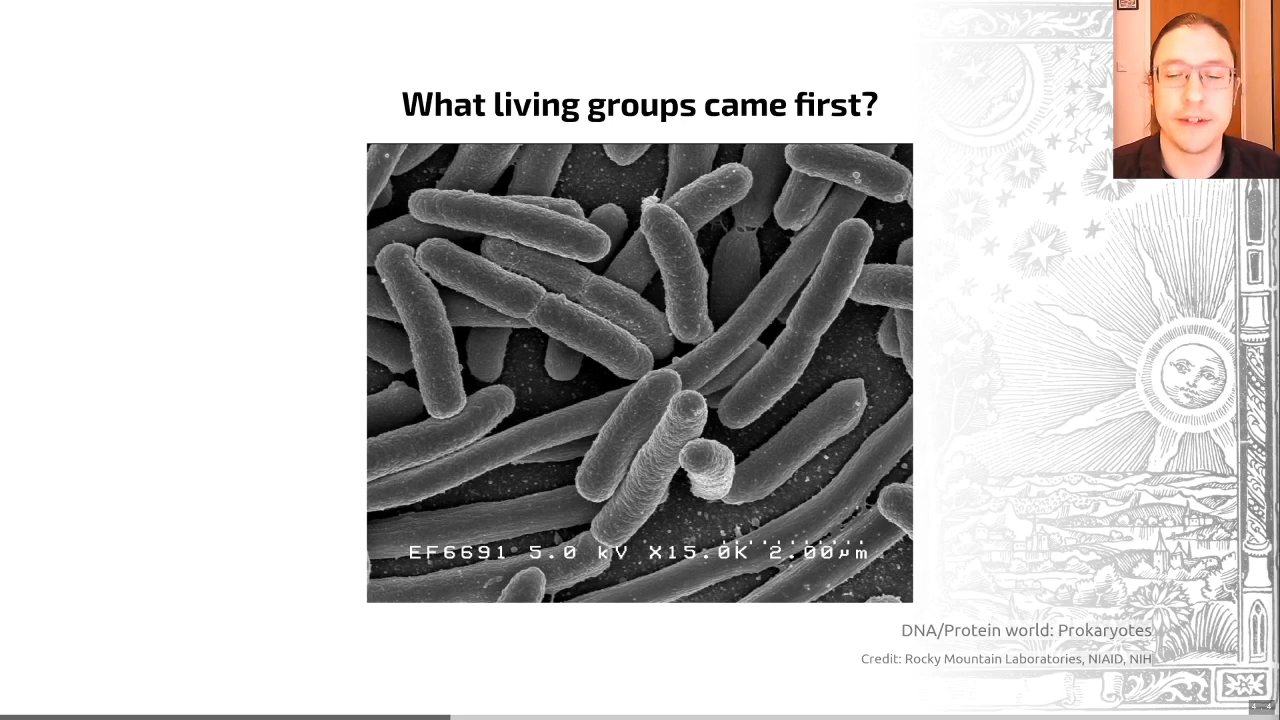 What living groups came first?
EF6691 5.0 kV X15.0K 2.00µm
DNA/Protein world: Prokaryotes
Credit: Rocky Mountain Laboratories, NIAID, NIH